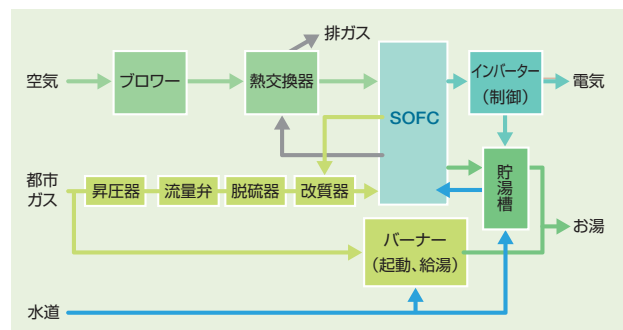 排ガス
空気
ブロワー
熱交換器
SOFC
インバーター
（制御）
電気
都市
ガス
昇圧器
流量弁
脱硫器
改質器
貯湯槽
お湯
バーナー
（起動、給湯）
水道